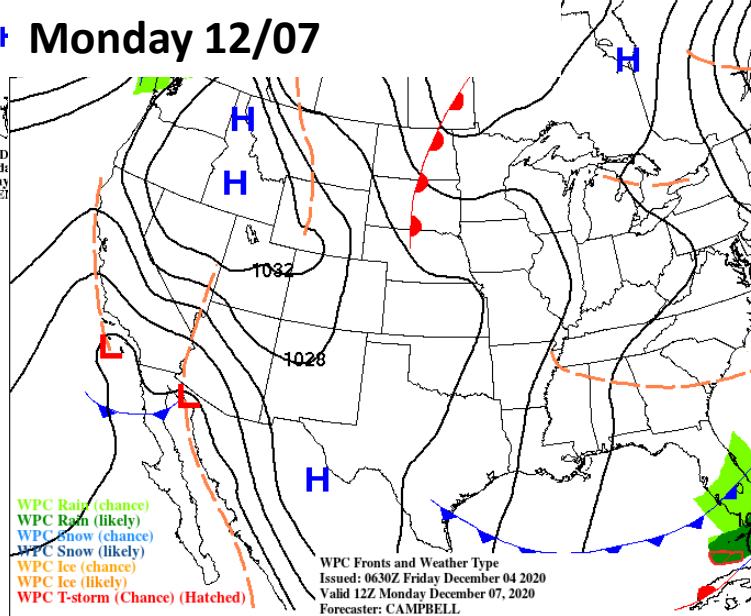 H Monday 12/07
H
H
H
1032
L
1028
L
H
WPC Rain (chance)
WPC Rain (likely)
WPC Snow (chance)
WPC Snow (likely)
WPC Ice (chance)
WPC Ice (likely)
WPC T-storm (Chance) (Hatched)
WPC Fronts and Weather Type
Issued: 0630Z Friday December 04 2020
Valid 12Z Monday December 07, 2020
Forecaster: CAMPBELL